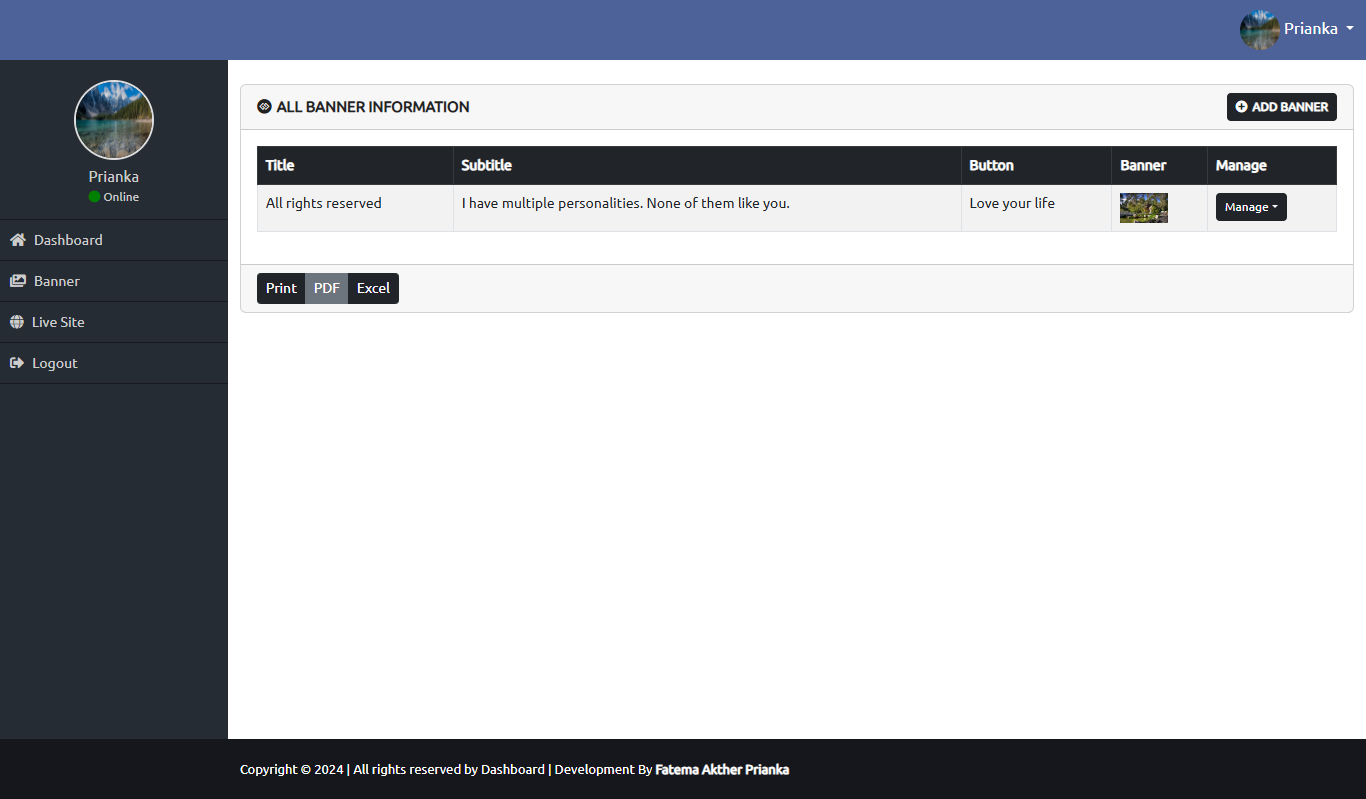 Prianka
Prianka
Online
Dashboard
Banner
Live Site
Logout
ALL BANNER INFORMATION
ADD BANNER
Title Subtitle Button Banner Manage
All rights reserved I have multiple personalities. None of them like you. Love your life Manage
Print PDF Excel
Copyright © 2024 | All rights reserved by Dashboard | Development By Fatema Akther Prianka